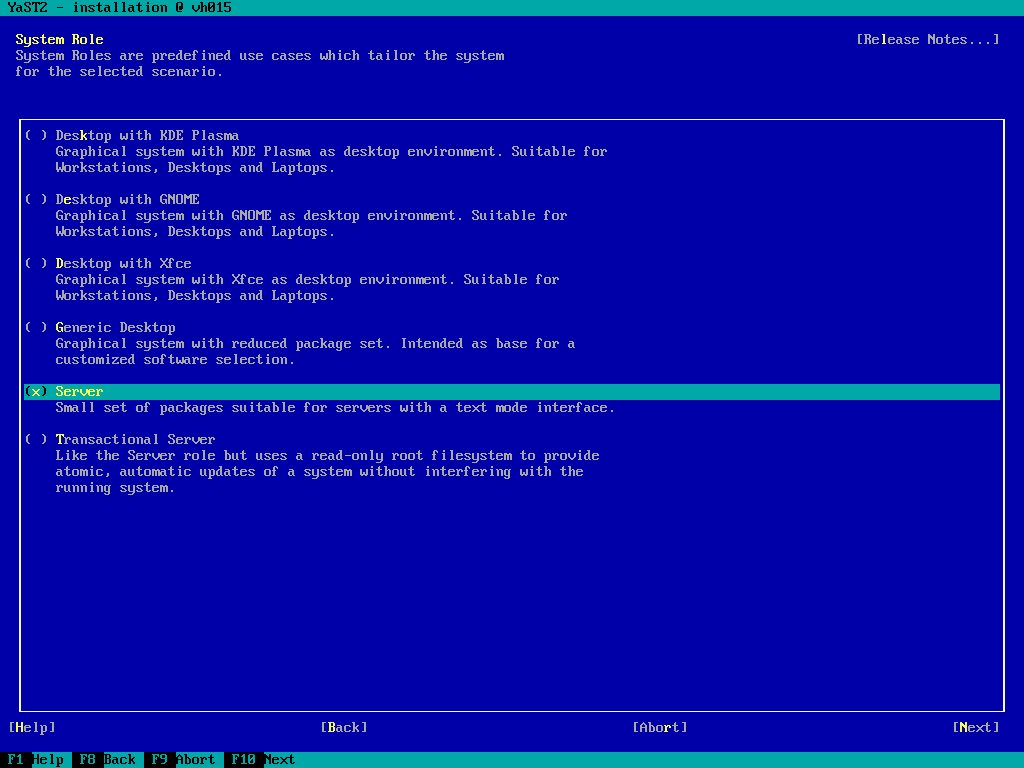 YaST2 - installation @ vh015
System Role
[Release Notes...]
System Roles are predefined use cases which tailor the system
for the selected scenario.
( ) Desktop with KDE Plasma
Graphical system with KDE Plasma as desktop environment. Suitable for
Workstations, Desktops and Laptops.
( ) Desktop with GNOME
Graphical system with GNOME as desktop environment. Suitable for
Workstations, Desktops and Laptops.
( ) Desktop with Xfce
Graphical system with Xfce as desktop environment. Suitable for
Workstations, Desktops and Laptops.
( ) Generic Desktop
Graphical system with reduced package set. Intended as base for a
customized software selection.
(x) Server
Small set of packages suitable for servers with a text mode interface.
( ) Transactional Server
Like the Server role but uses a read-only root filesystem to provide
atomic, automatic updates of a system without interfering with the
running system.
[Help] [Back] [Abort] [Next]
F1 Help F8 Back F9 Abort F10 Next